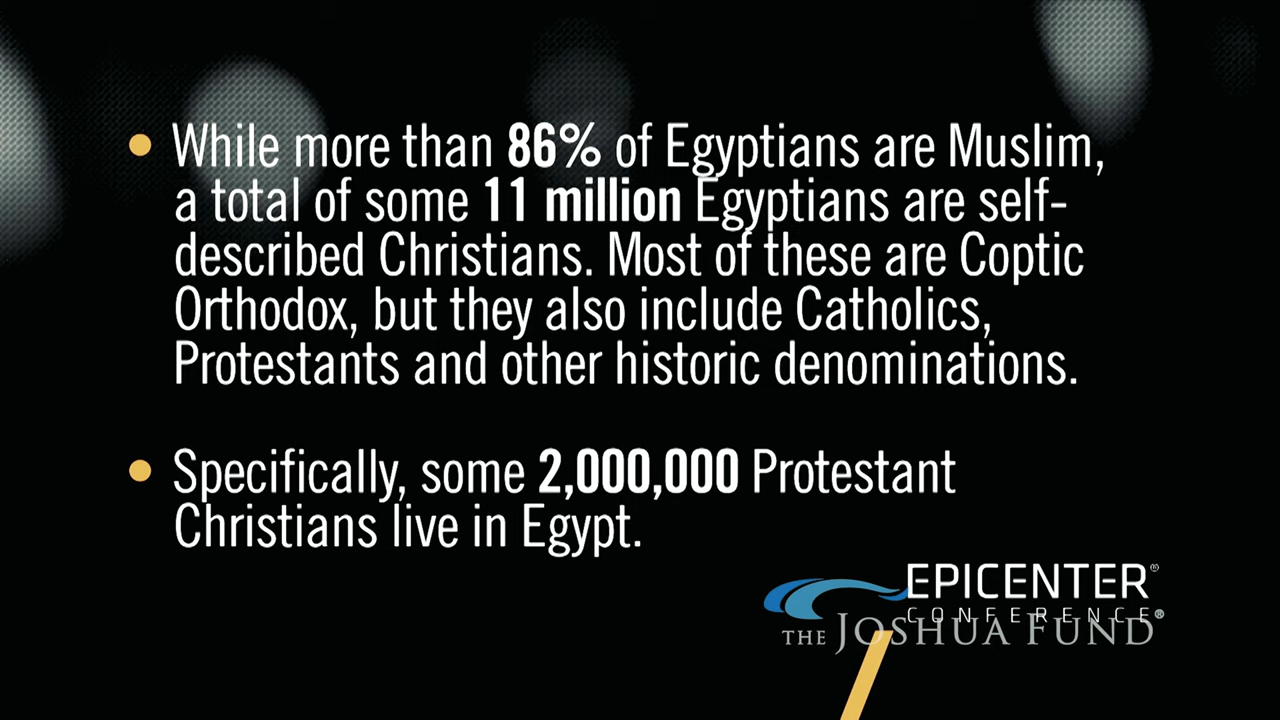 • While more than 86% of Egyptians are Muslim,
a total of some 11 million Egyptians are self-
described Christians. Most of these are Coptic
Orthodox, but they also include Catholics,
Protestants and other historic denominations.
• Specifically, some 2,000,000 Protestant
Christians live in Egypt.
EPICENTER®
CONFERENCE®
THE JOSHUA FUND